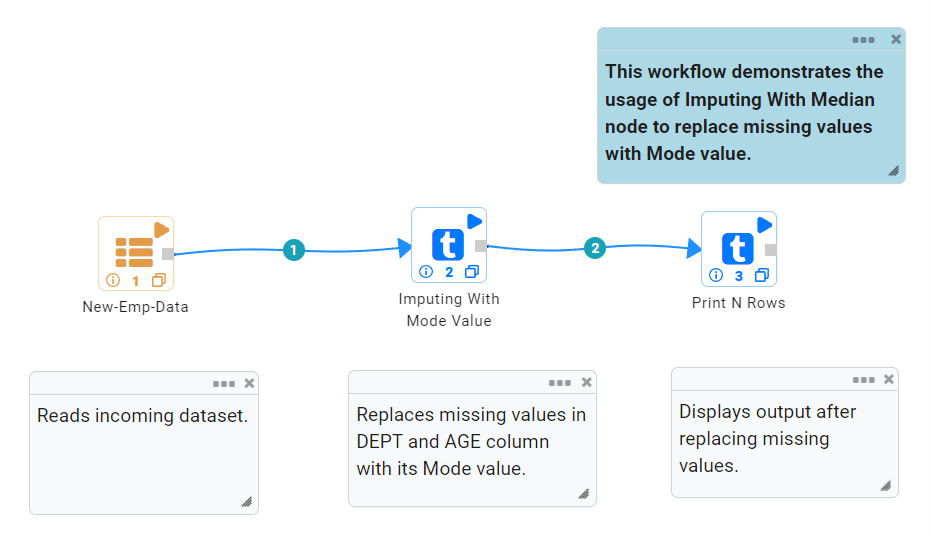 This workflow demonstrates the
usage of Imputing With Median
node to replace missing values
with Mode value.
1
2
t
t
1
2
3
New-Emp-Data
Imputing With
Mode Value
Print N Rows
Reads incoming dataset.
Replaces missing values in
DEPT and AGE column
with its Mode value.
Displays output after
replacing missing
values.